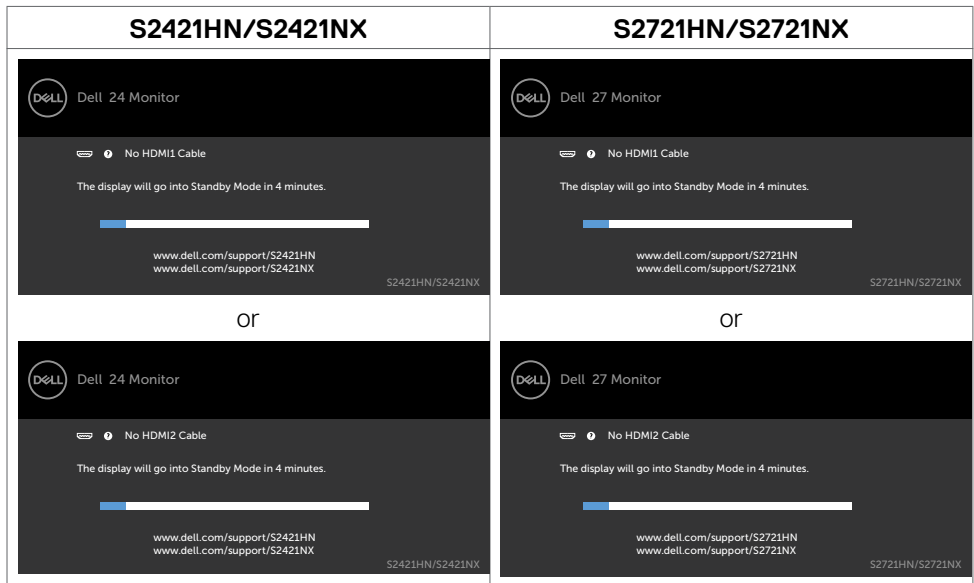 S2421HN/S2421NX
S2721HN/S2721NX
DELL
Dell 24 Monitor
No HDMI1 Cable
The display will go into Standby Mode in 4 minutes.
www.dell.com/support/S2421HN
www.dell.com/support/S2421NX
S2421HN/S2421NX
DELL
Dell 27 Monitor
No HDMI1 Cable
The display will go into Standby Mode in 4 minutes.
www.dell.com/support/S2721HN
www.dell.com/support/S2721NX
S2721HN/S2721NX
or
or
DELL
Dell 24 Monitor
? No HDMI2 Cable
The display will go into Standby Mode in 4 minutes.
www.dell.com/support/S2421HN
www.dell.com/support/S2421NX
S2421HN/S2421NX
DELL
Dell 27 Monitor
? No HDMI2 Cable
The display will go into Standby Mode in 4 minutes.
www.dell.com/support/S2721HN
www.dell.com/support/S2721NX
S2721HN/S2721NX